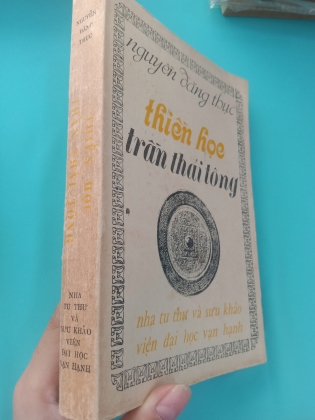 nguyễn đăng thục
thiền học
trần thái tông
nha tu thư và sưu khảo
viện đại học vạn hạnh
NGUYỄN
ĐĂNG
THỤC
THIỀN HỌC
TRẦN THÁI TÔNG
NHA
TU THƯ
VÀ
SƯU KHẢO
VIỆN
ĐẠI HỌC
VẠN HẠNH